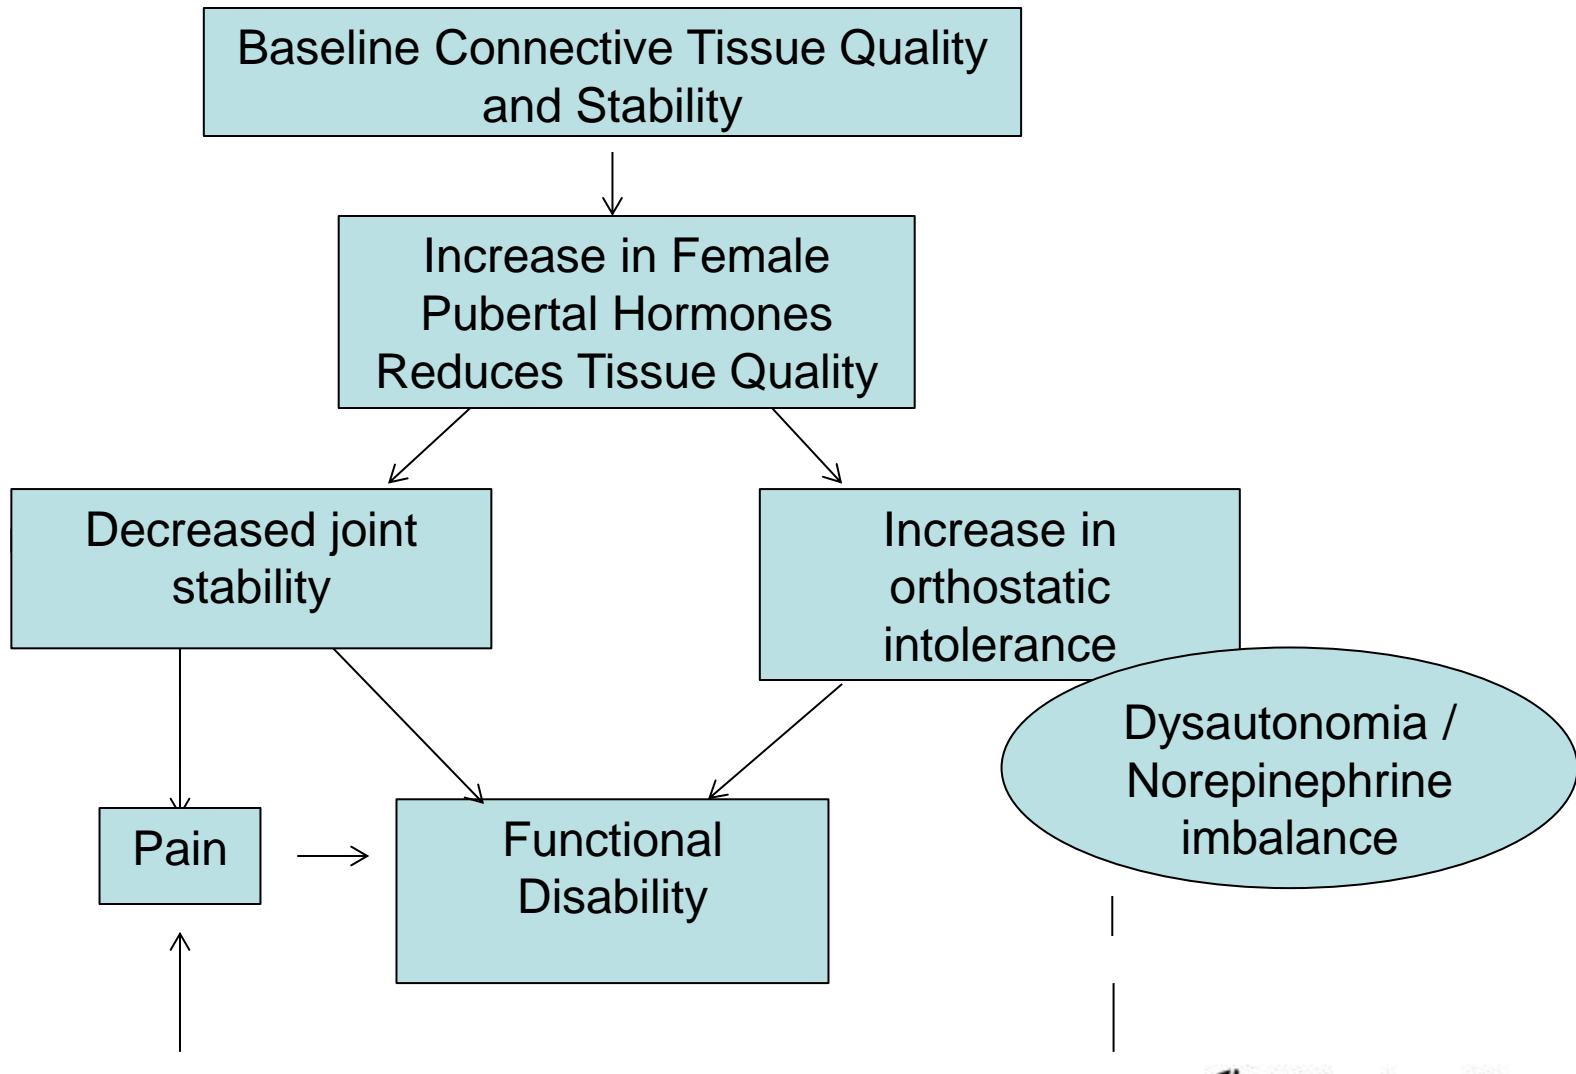 Baseline Connective Tissue Quality
and Stability
Increase in Female
Pubertal Hormones
Reduces Tissue Quality
Decreased joint
stability
Increase in
orthostatic
intolerance
Dysautonomia /
Norepinephrine
imbalance
Pain
Functional
Disability